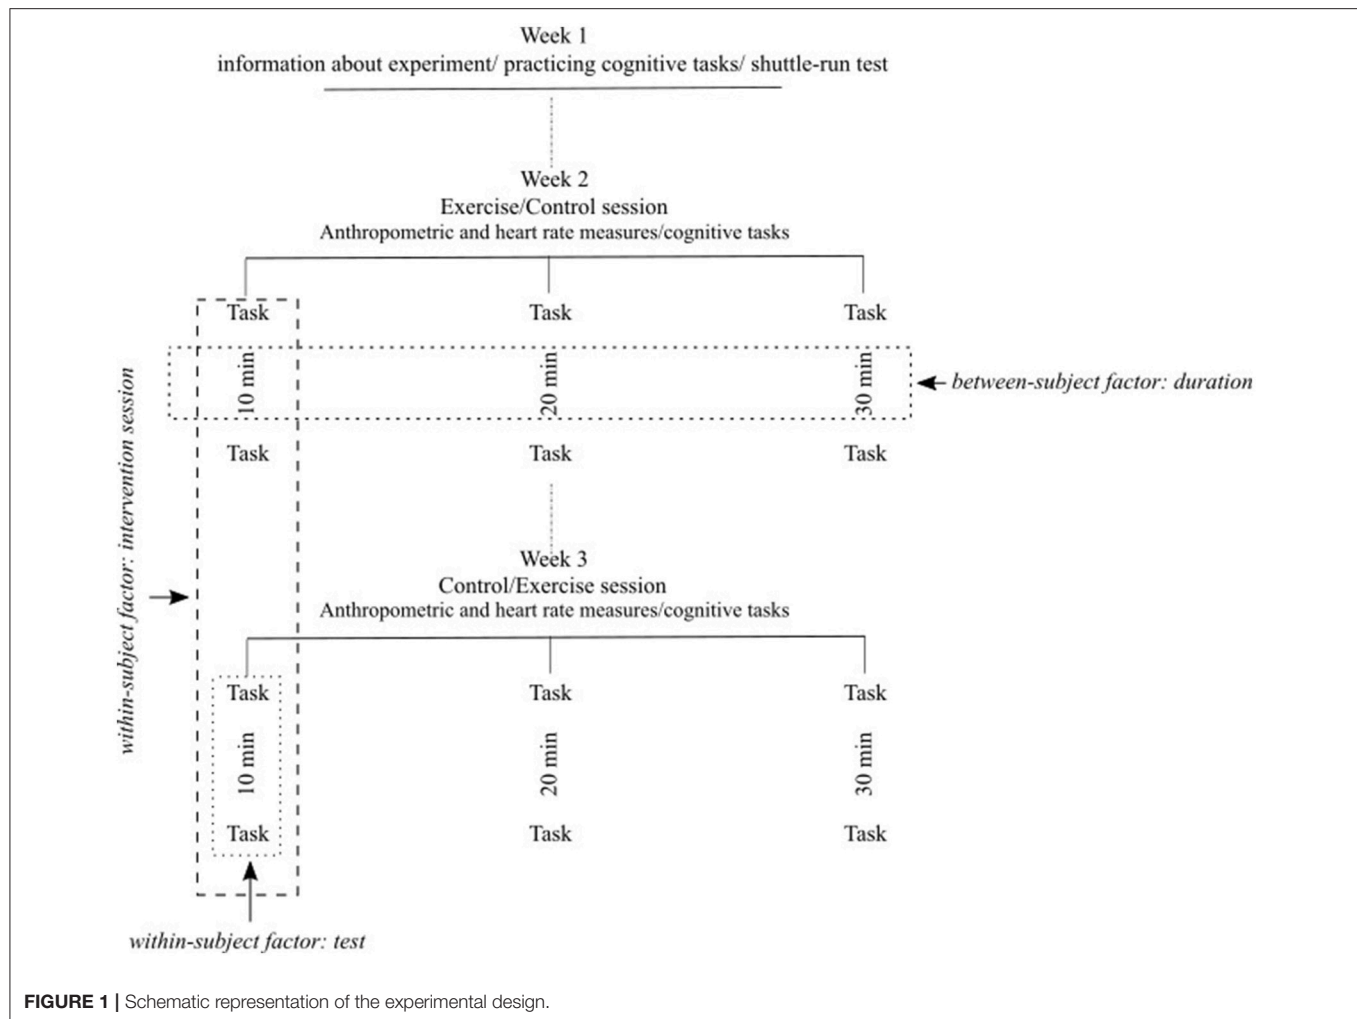 Week 1
information about experiment/ practicing cognitive tasks/ shuttle-run test
Week 2
Exercise/Control session
Anthropometric and heart rate measures/cognitive tasks
Task Task Task
10 min 20 min 30 min
between-subject factor: duration
Task Task Task
within-subject factor: intervention session
Week 3
Control/Exercise session
Anthropometric and heart rate measures/cognitive tasks
Task Task Task
10 min 20 min 30 min
Task Task Task
within-subject factor: test
FIGURE 1 | Schematic representation of the experimental design.